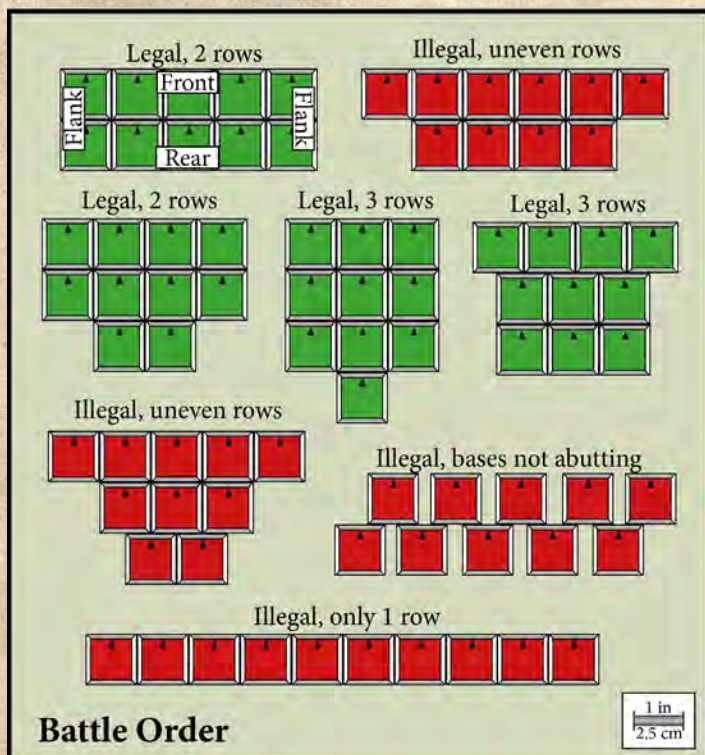 Legal, 2 rows
Illegal, uneven rows
Front
Flank
Flank
Rear
Legal, 2 rows
Legal, 3 rows
Legal, 3 rows
Illegal, uneven rows
Illegal, bases not abutting
Illegal, only 1 row
Battle Order
1 in
2.5 cm